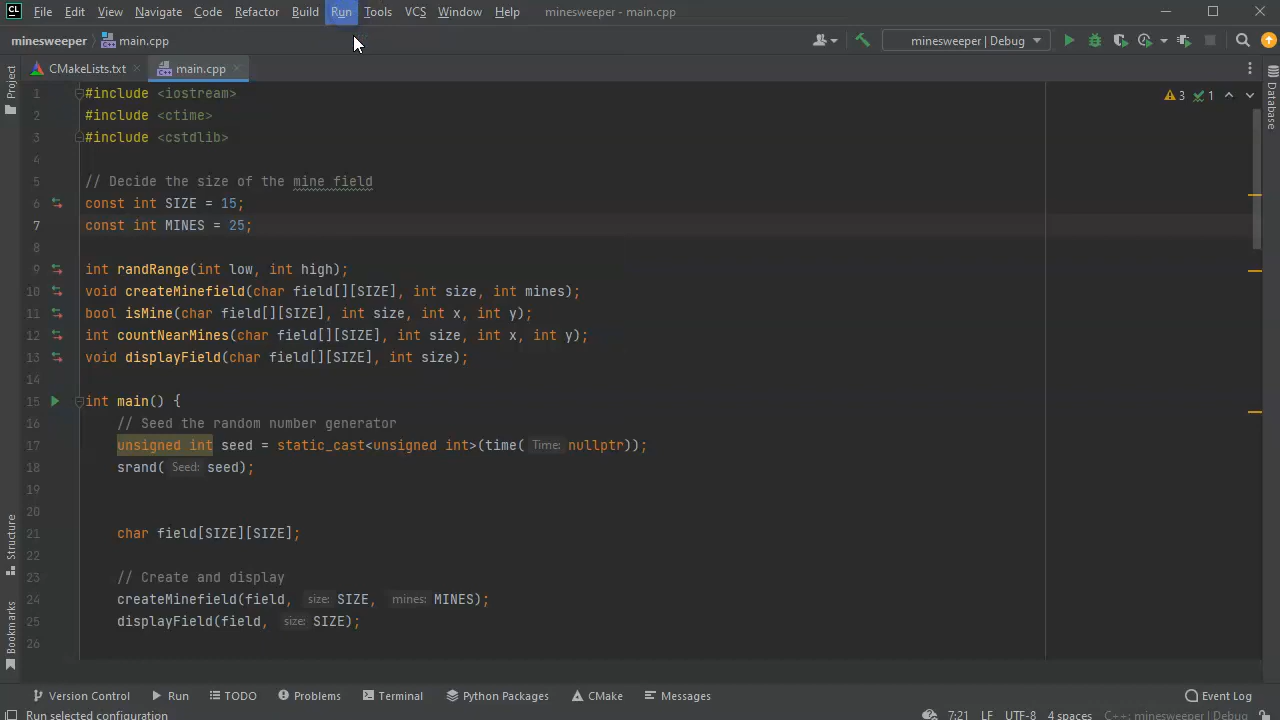 CL File Edit View Navigate Code Refactor Build Run Tools VCS Window Help minesweeper - main.cpp
minesweeper main.cpp minesweeper | Debug
CMakeLists.txt main.cpp
Project
Database
Structure
Bookmarks
3 1
1 #include <iostream>
2 #include <ctime>
3 #include <cstdlib>
4
5 // Decide the size of the mine field
6 const int SIZE = 15;
7 const int MINES = 25;
8
9 int randRange(int low, int high);
10 void createMinefield(char field[][SIZE], int size, int mines);
11 bool isMine(char field[][SIZE], int size, int x, int y);
12 int countNearMines(char field[][SIZE], int size, int x, int y);
13 void displayField(char field[][SIZE], int size);
14
15 int main() {
16 // Seed the random number generator
17 unsigned int seed = static_cast<unsigned int>(time( Time: nullptr));
18 srand( Seed: seed);
19
20
21 char field[SIZE][SIZE];
22
23 // Create and display
24 createMinefield(field, size: SIZE, mines: MINES);
25 displayField(field, size: SIZE);
26
Version Control Run TODO Problems Terminal Python Packages CMake Messages Event Log
Run selected configuration 7:21 LF UTF-8 4 spaces C++: minesweeper | Debug